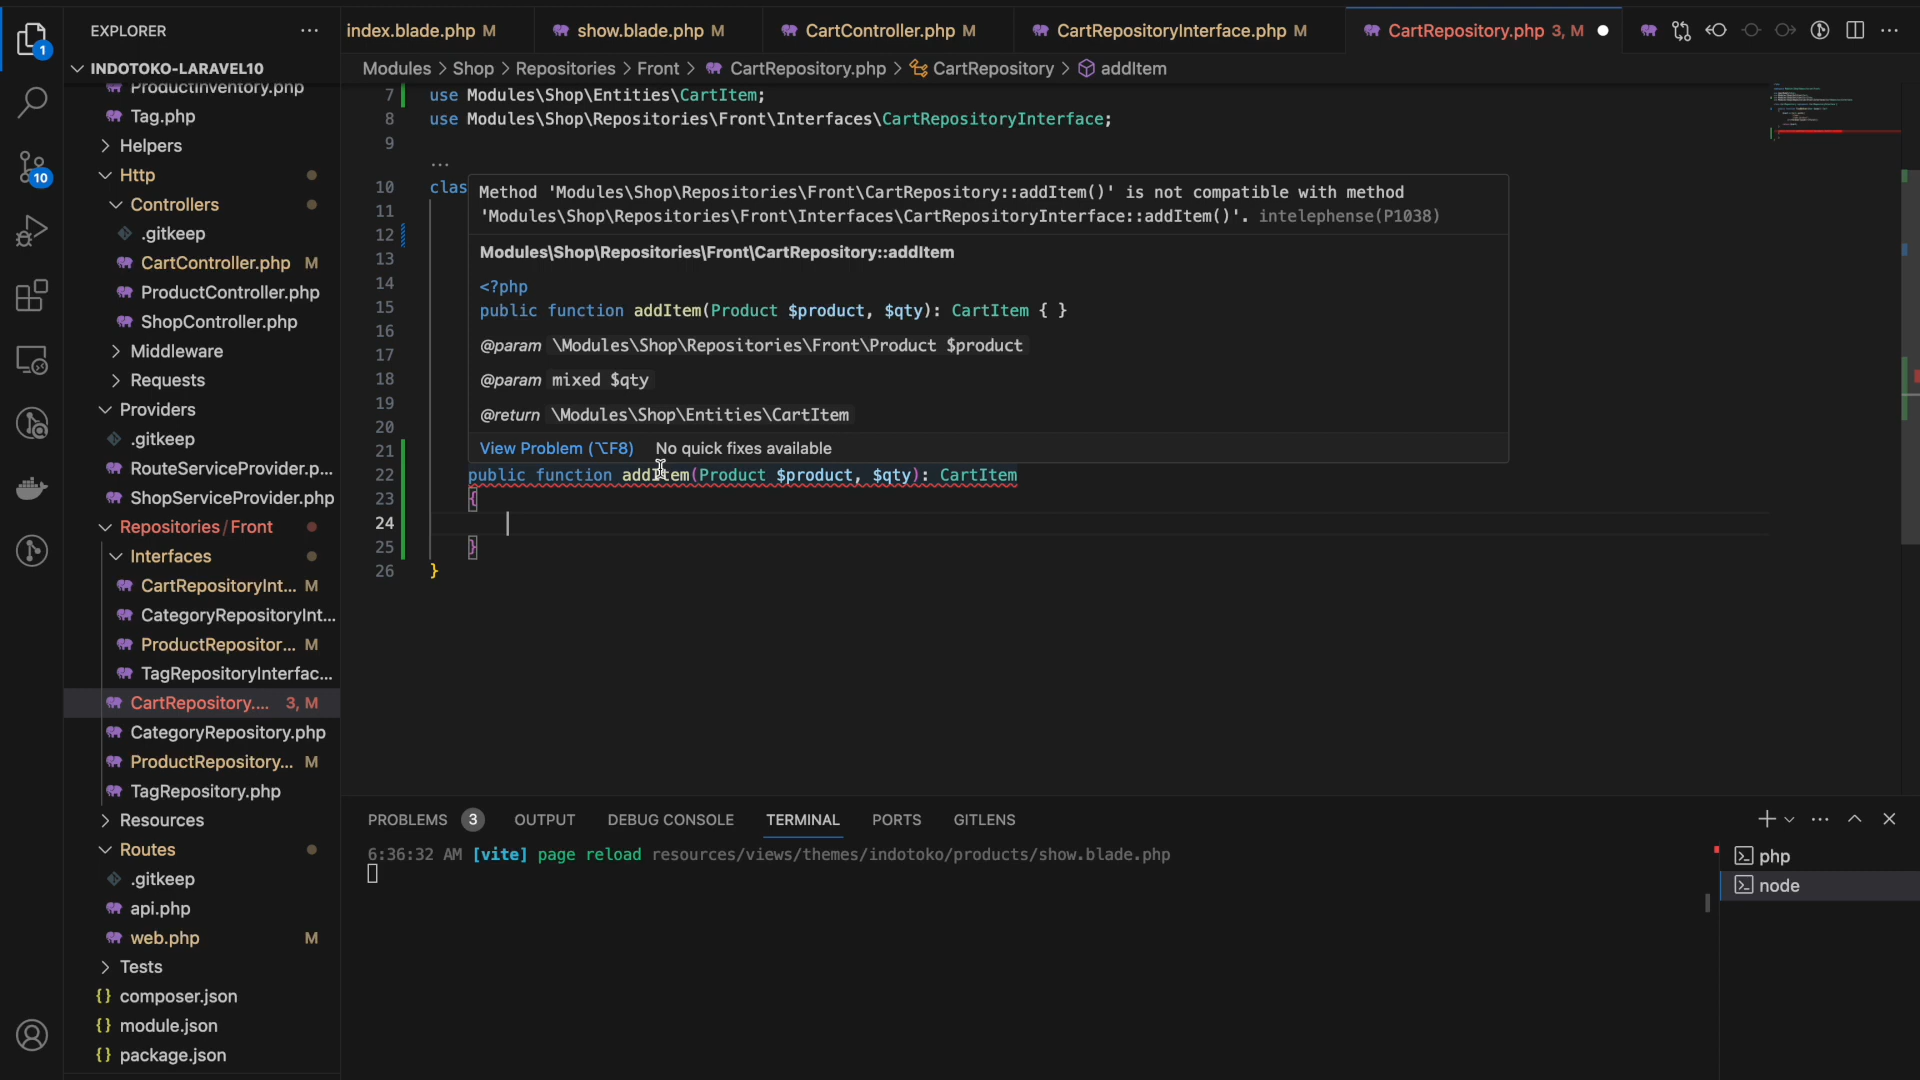 EXPLORER
index.blade.php M
show.blade.php M
CartController.php M
CartRepositoryInterface.php M
CartRepository.php 3, M
INDOTOKO-LARAVEL10
Modules > Shop > Repositories > Front > CartRepository.php > CartRepository > addItem
ProductInventory.php
Tag.php
Helpers
Http
Controllers
.gitkeep
CartController.php M
ProductController.php
ShopController.php
Middleware
Requests
Providers
.gitkeep
RouteServiceProvider.p...
ShopServiceProvider.php
Repositories / Front
Interfaces
CartRepositoryInt... M
CategoryRepositoryInt...
ProductRepositor... M
TagRepositoryInterfac...
CartRepository.... 3, M
CategoryRepository.php
ProductRepository... M
TagRepository.php
Resources
Routes
.gitkeep
api.php
web.php M
Tests
{} composer.json
{} module.json
{} package.json
1
10
7 use Modules\Shop\Entities\CartItem;
8 use Modules\Shop\Repositories\Front\Interfaces\CartRepositoryInterface;
9
...
10 clas
11
12
13
14
15
16
17
18
19
20
21
Method 'Modules\Shop\Repositories\Front\CartRepository::addItem()' is not compatible with method
'Modules\Shop\Repositories\Front\Interfaces\CartRepositoryInterface::addItem()'. intelephense(P1038)
Modules\Shop\Repositories\Front\CartRepository::addItem
<?php
public function addItem(Product $product, $qty): CartItem { }
@param \Modules\Shop\Repositories\Front\Product $product
@param mixed $qty
@return \Modules\Shop\Entities\CartItem
View Problem (⌥F8) No quick fixes available
22 public function addItem(Product $product, $qty): CartItem
23 {
24
25 }
26 }
PROBLEMS 3 OUTPUT DEBUG CONSOLE TERMINAL PORTS GITLENS
6:36:32 AM [vite] page reload resources/views/themes/indotoko/products/show.blade.php
php
node